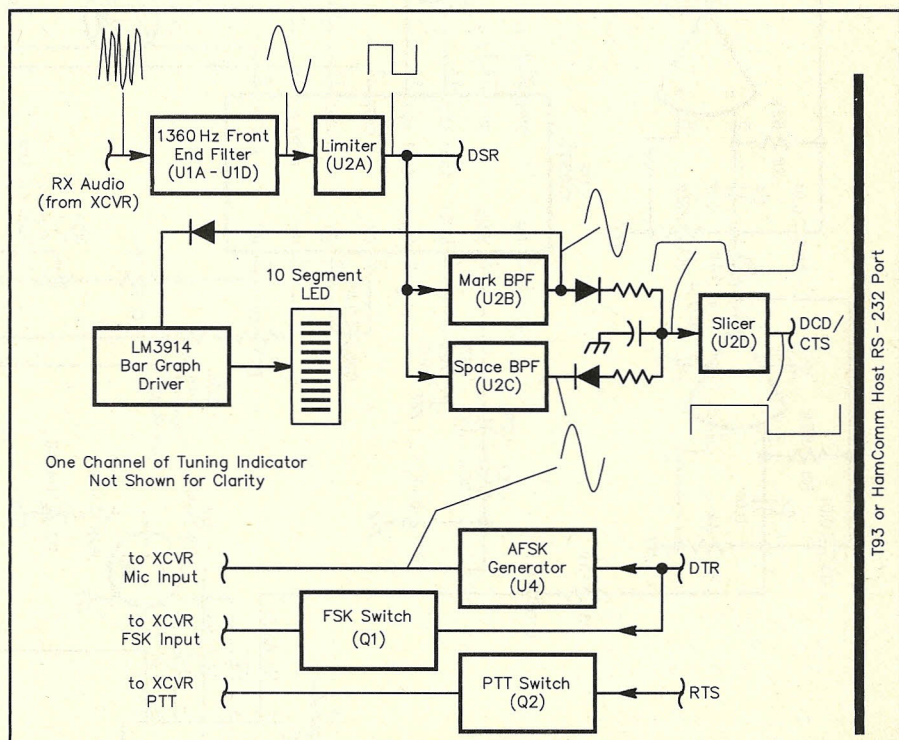 1360 Hz Front
End Filter
(U1A - U1D)
Limiter
(U2A)
DSR
RX Audio
(from XCVR)
10 Segment
LED
Mark BPF
(U2B)
Slicer
(U2D)
DCD/
CTS
LM3914
Bar Graph
Driver
Space BPF
(U2C)
One Channel of Tuning Indicator
Not Shown for Clarity
to XCVR
Mic Input
AFSK
Generator
(U4)
DTR
to XCVR
FSK Input
FSK Switch
(Q1)
to XCVR
PTT
PTT Switch
(Q2)
RTS
T93 or HamComm Host RS - 232 Port